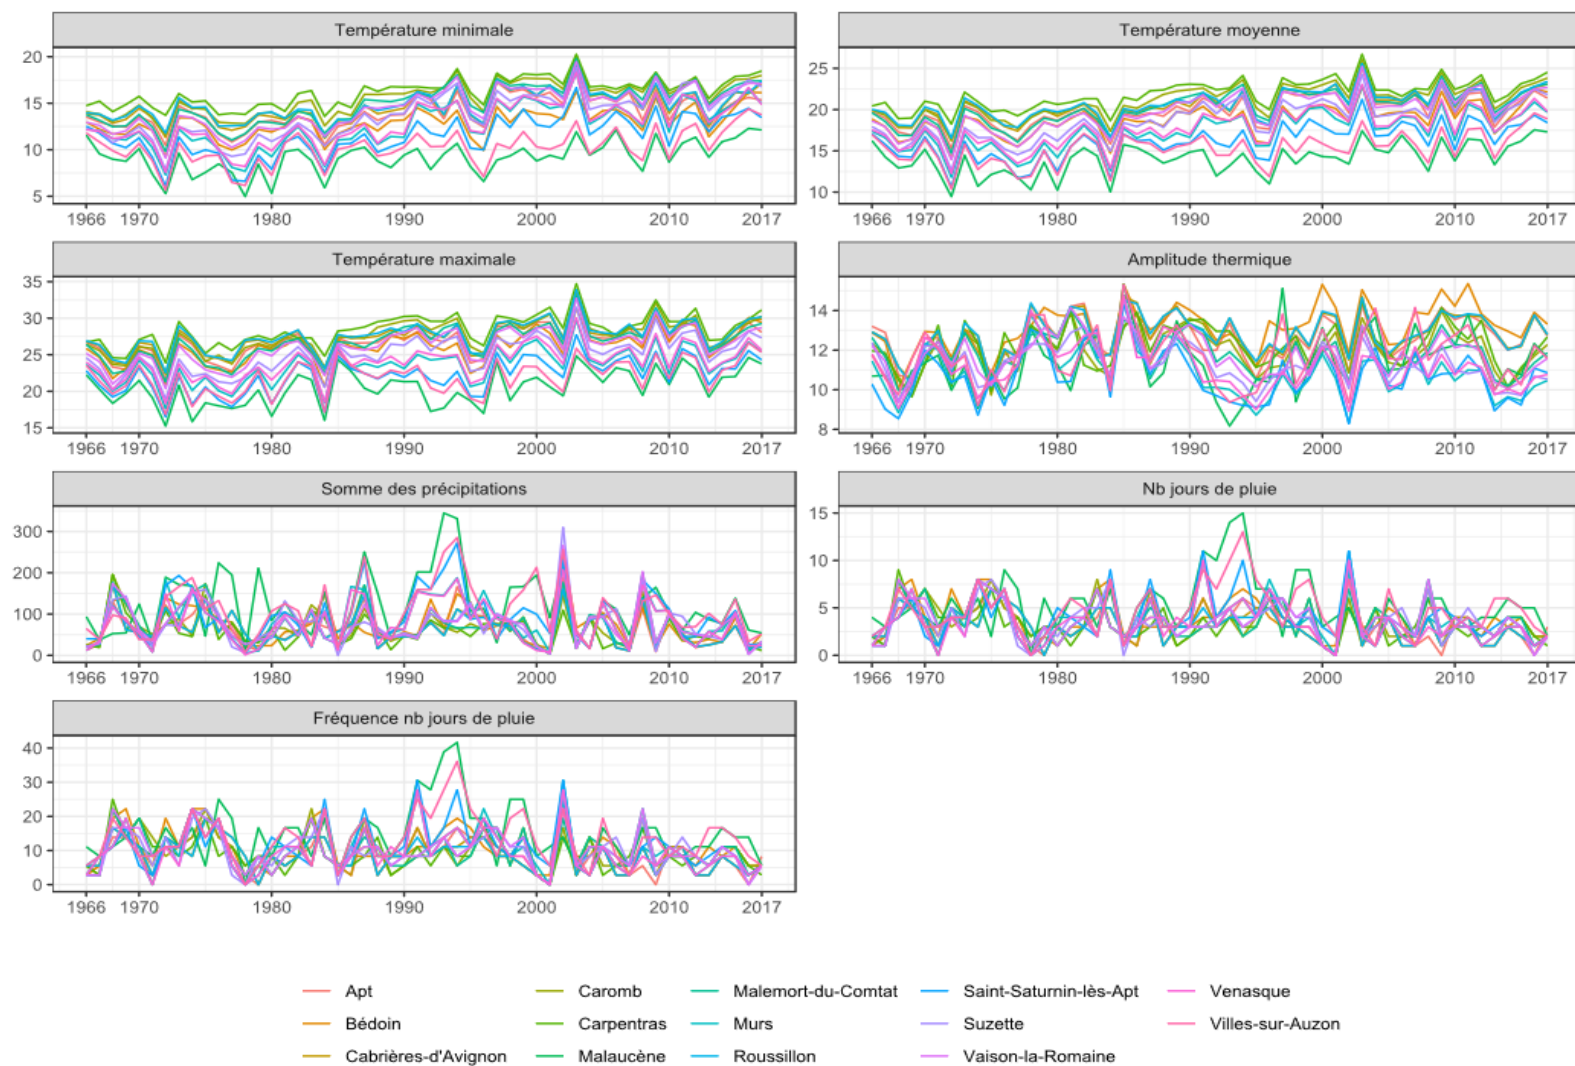 Température minimale
Température moyenne
20
15
10
5
1966 1970 1980 1990 2000 2010 2017
25
20
15
10
1966 1970 1980 1990 2000 2010 2017
Température maximale
Amplitude thermique
35
30
25
20
15
1966 1970 1980 1990 2000 2010 2017
14
12
10
8
1966 1970 1980 1990 2000 2010 2017
Somme des précipitations
Nb jours de pluie
300
200
100
0
1966 1970 1980 1990 2000 2010 2017
15
10
5
0
1966 1970 1980 1990 2000 2010 2017
Fréquence nb jours de pluie
40
30
20
10
0
1966 1970 1980 1990 2000 2010 2017
Apt Caromb Malemort-du-Comtat Saint-Saturnin-lès-Apt Venasque
Bédoin Carpentras Murs Suzette Villes-sur-Auzon
Cabrières-d'Avignon Malaucène Roussillon Vaison-la-Romaine